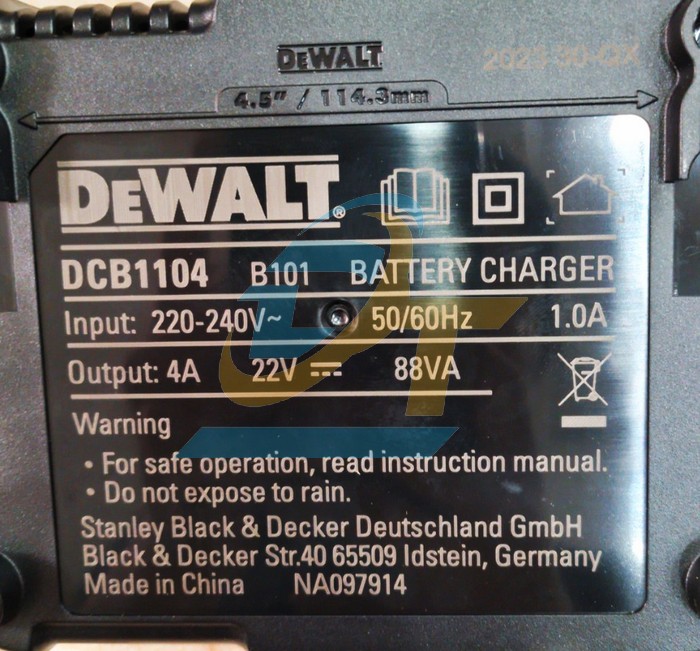 DEWALT
2023 30-QX
4.5" / 114.3mm
DEWALT®
DCB1104 B101 BATTERY CHARGER
Input: 220-240V~ 50/60Hz 1.0A
Output: 4A 22V ⎓ 88VA
Warning
• For safe operation, read instruction manual.
• Do not expose to rain.
Stanley Black & Decker Deutschland GmbH
Black & Decker Str.40 65509 Idstein, Germany
Made in China NA097914
DT